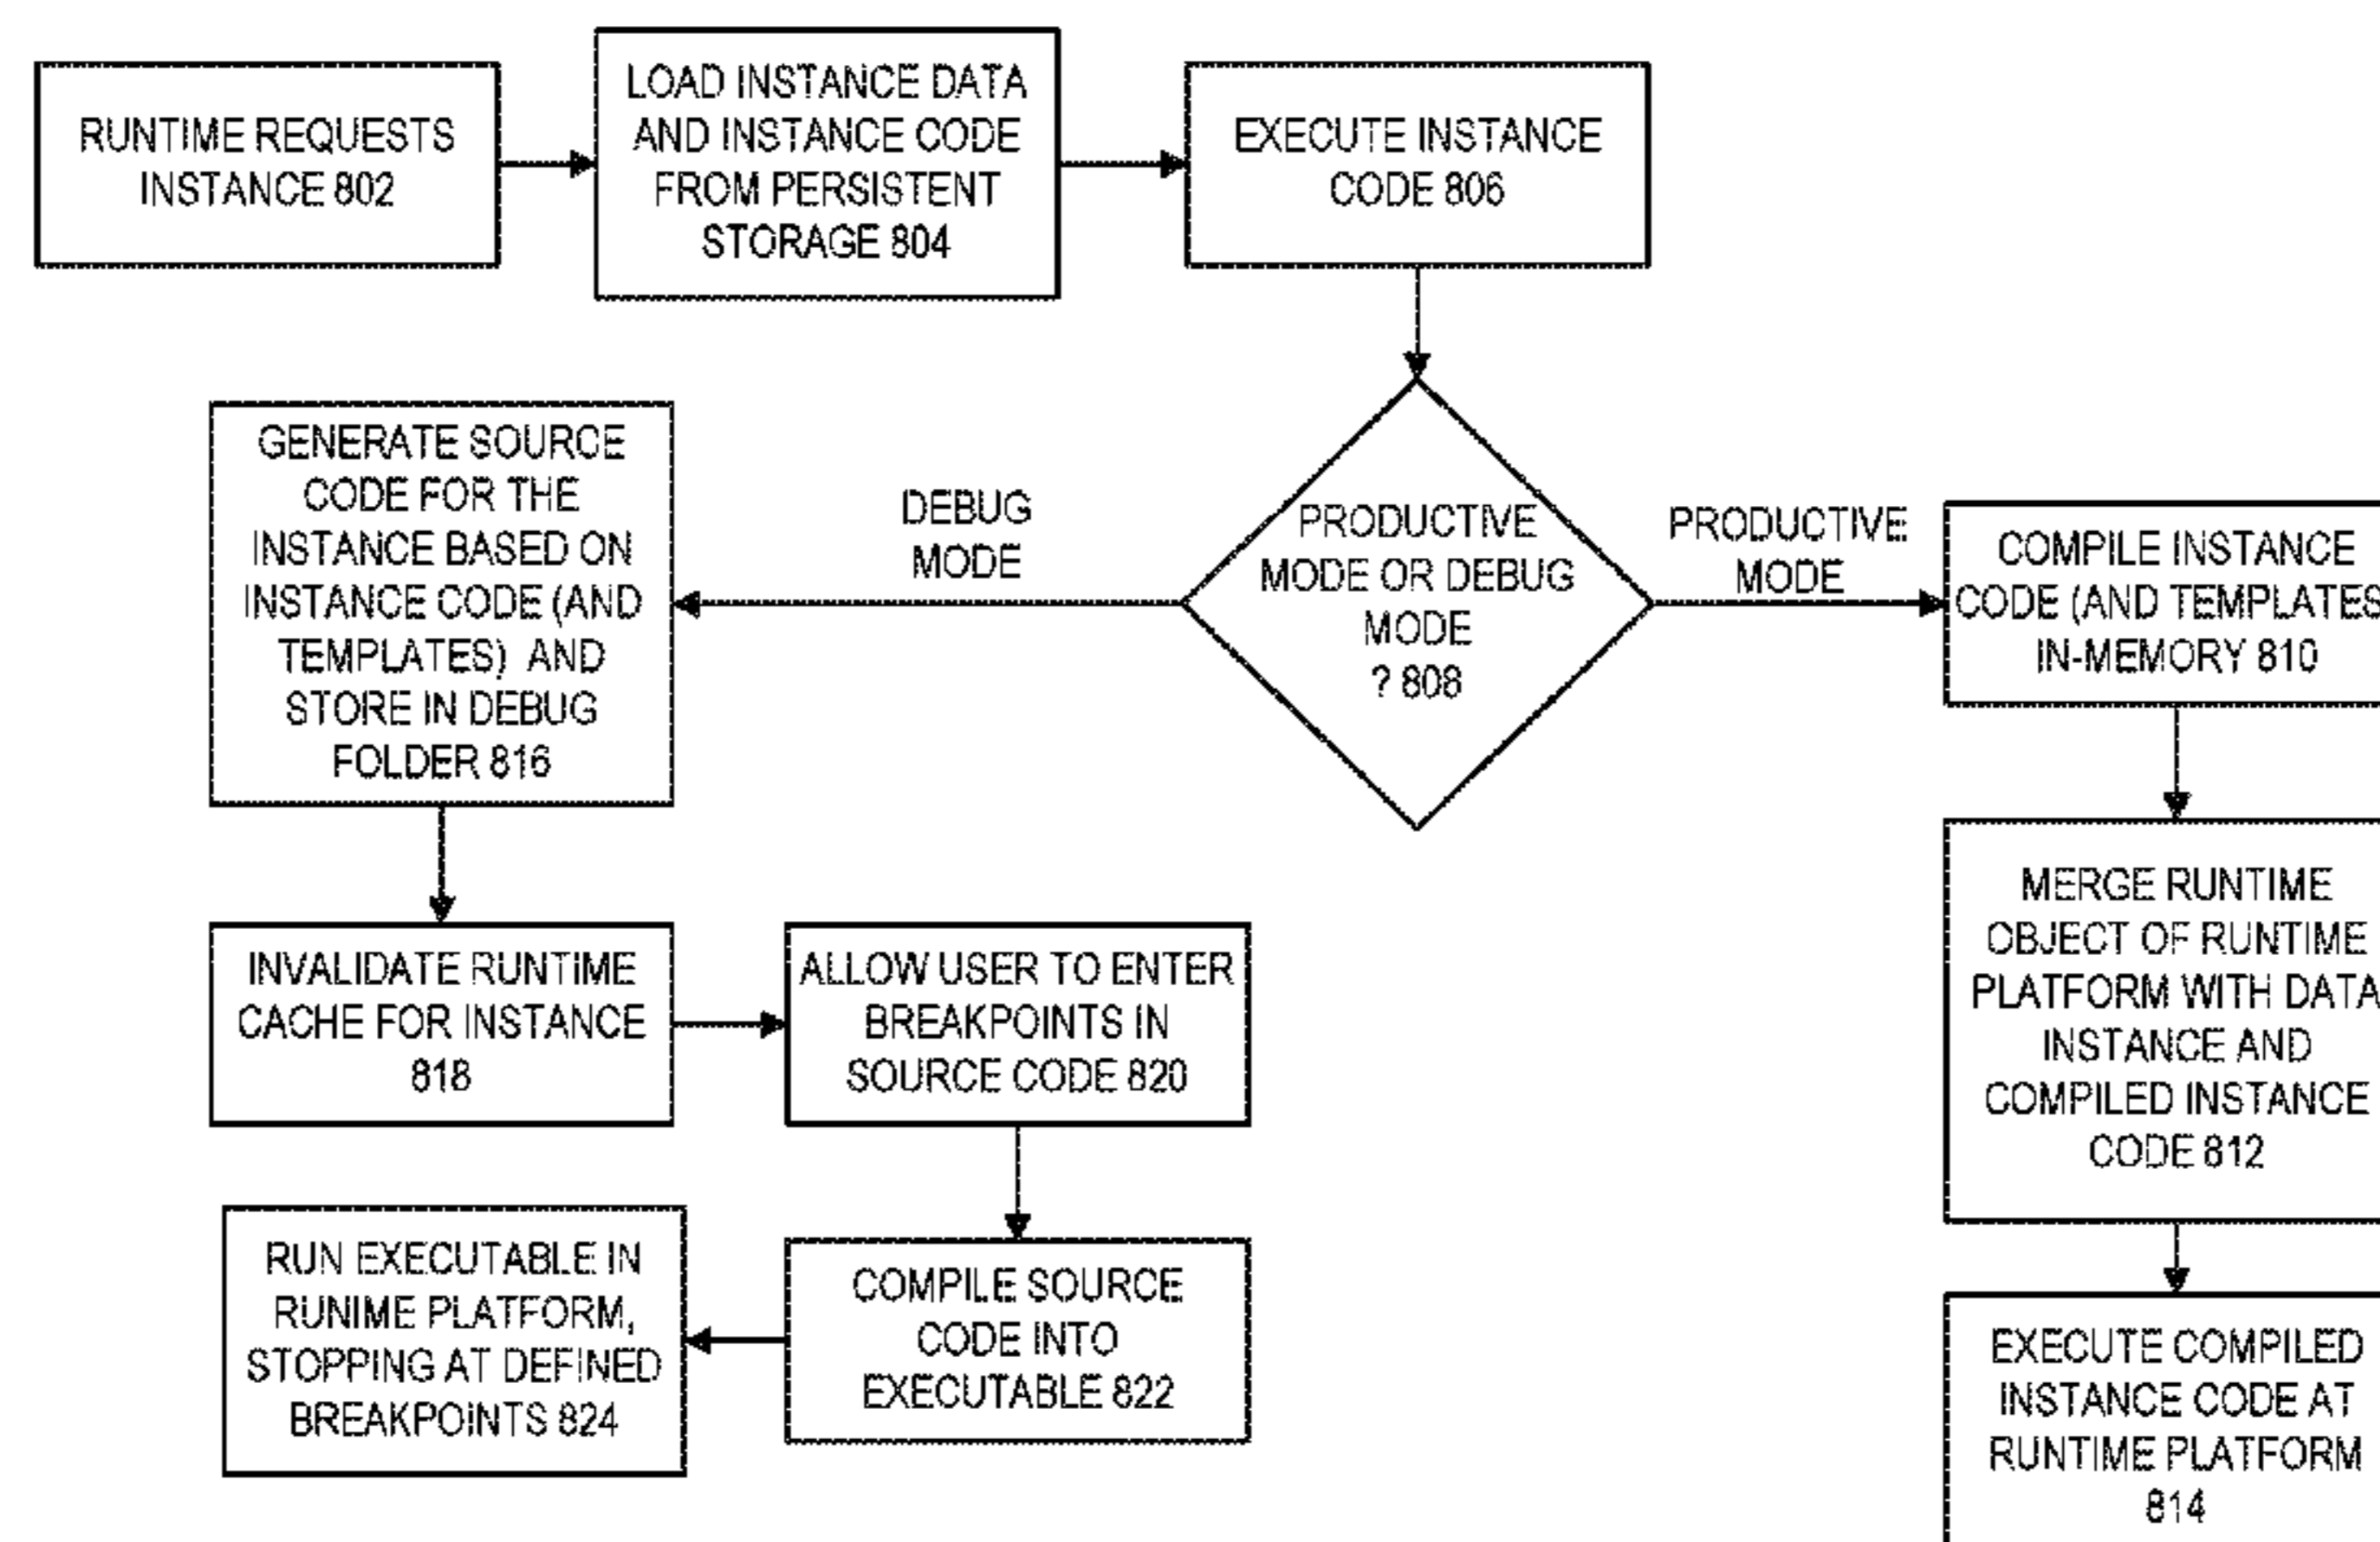 RUNTIME REQUESTS
INSTANCE 802
LOAD INSTANCE DATA
AND INSTANCE CODE
FROM PERSISTENT
STORAGE 804
EXECUTE INSTANCE
CODE 806
PRODUCTIVE
MODE OR DEBUG
MODE
? 808
DEBUG
MODE
PRODUCTIVE
MODE
GENERATE SOURCE
CODE FOR THE
INSTANCE BASED ON
INSTANCE CODE (AND
TEMPLATES) AND
STORE IN DEBUG
FOLDER 816
INVALIDATE RUNTIME
CACHE FOR INSTANCE
818
ALLOW USER TO ENTER
BREAKPOINTS IN
SOURCE CODE 820
COMPILE SOURCE
CODE INTO
EXECUTABLE 822
RUN EXECUTABLE IN
RUNIME PLATFORM,
STOPPING AT DEFINED
BREAKPOINTS 824
COMPILE INSTANCE
CODE (AND TEMPLATES
IN-MEMORY 810
MERGE RUNTIME
OBJECT OF RUNTIME
PLATFORM WITH DATA
INSTANCE AND
COMPILED INSTANCE
CODE 812
EXECUTE COMPILED
INSTANCE CODE AT
RUNTIME PLATFORM
814